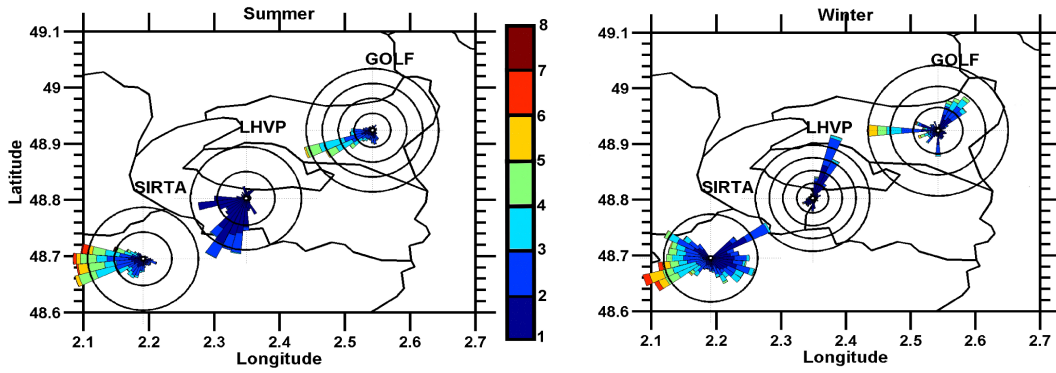 Summer
49.1
49
48.9
48.8
48.7
48.6
Latitude
GOLF
LHVP
SIRTA
2.1 2.2 2.3 2.4 2.5 2.6 2.7
Longitude
8
7
6
5
4
3
2
1
Winter
49.1
49
48.9
48.8
48.7
48.6
GOLF
LHVP
SIRTA
2.1 2.2 2.3 2.4 2.5 2.6 2.7
Longitude